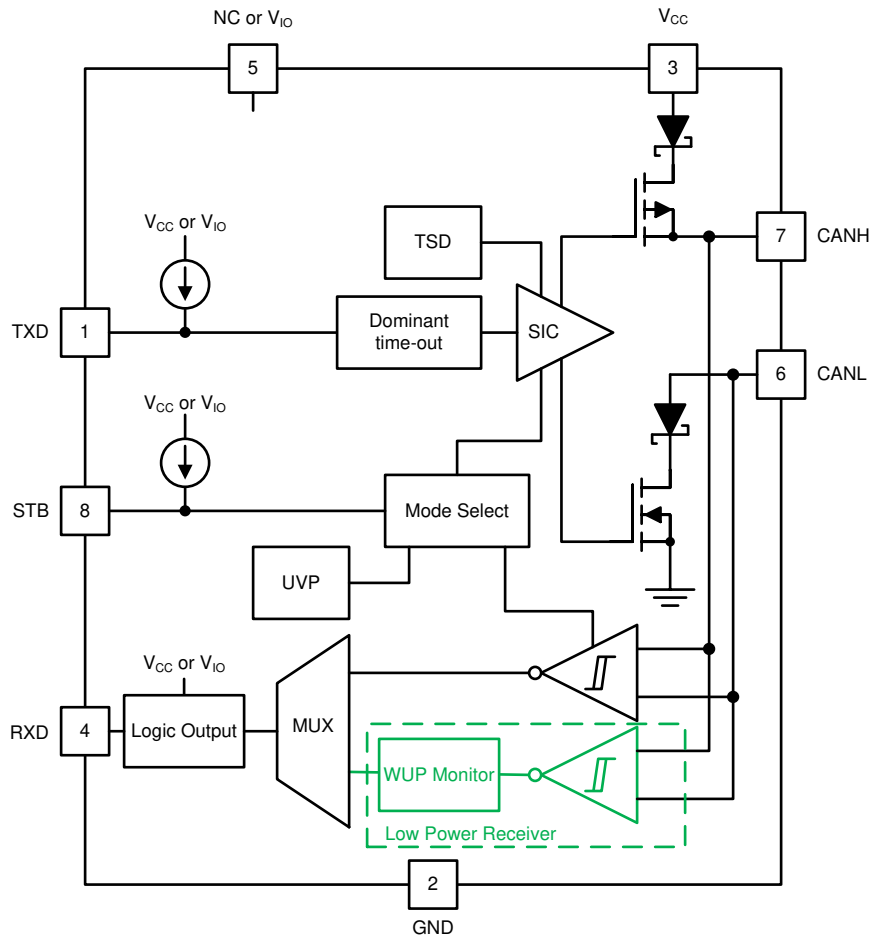 NC or VIO
VCC
5
3
VCC or VIO
TSD
7
CANH
TXD
1
Dominant
time-out
SIC
6
CANL
VCC or VIO
STB
8
Mode Select
UVP
VCC or VIO
RXD
4
Logic Output
MUX
WUP Monitor
Low Power Receiver
2
GND